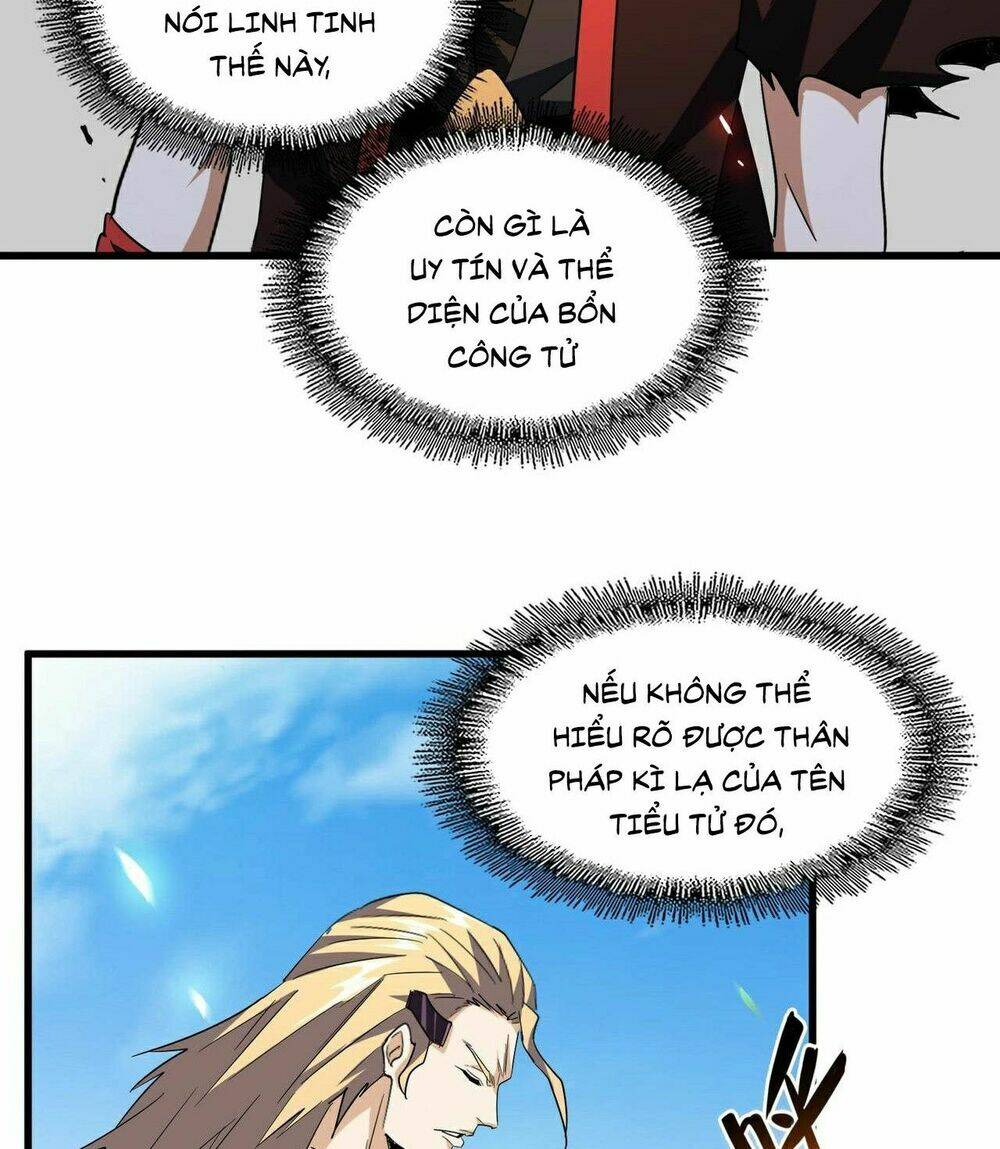 NÓI LINH TINH
THẾ NÀY,
CÒN GÌ LÀ
UY TÍN VÀ THỂ
DIỆN CỦA BỔN
CÔNG TỬ
NẾU KHÔNG THỂ
HIỂU RÕ ĐƯỢC THÂN
PHÁP KÌ LẠ CỦA TÊN
TIỂU TỬ ĐÓ,